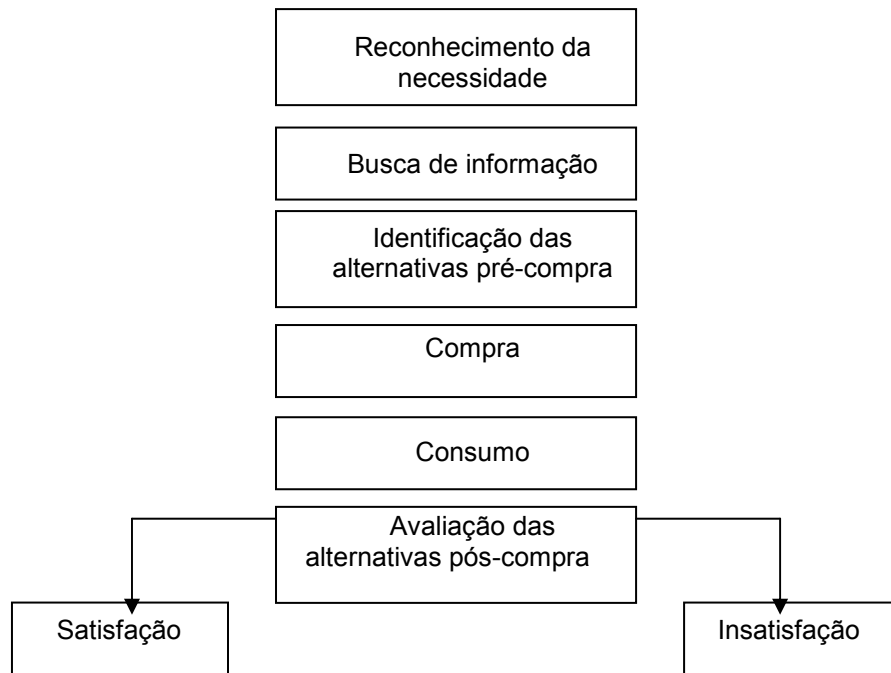 Reconhecimento da
necessidade
Busca de informação
Identificação das
alternativas pré-compra
Compra
Consumo
Avaliação das
alternativas pós-compra
Satisfação
Insatisfação